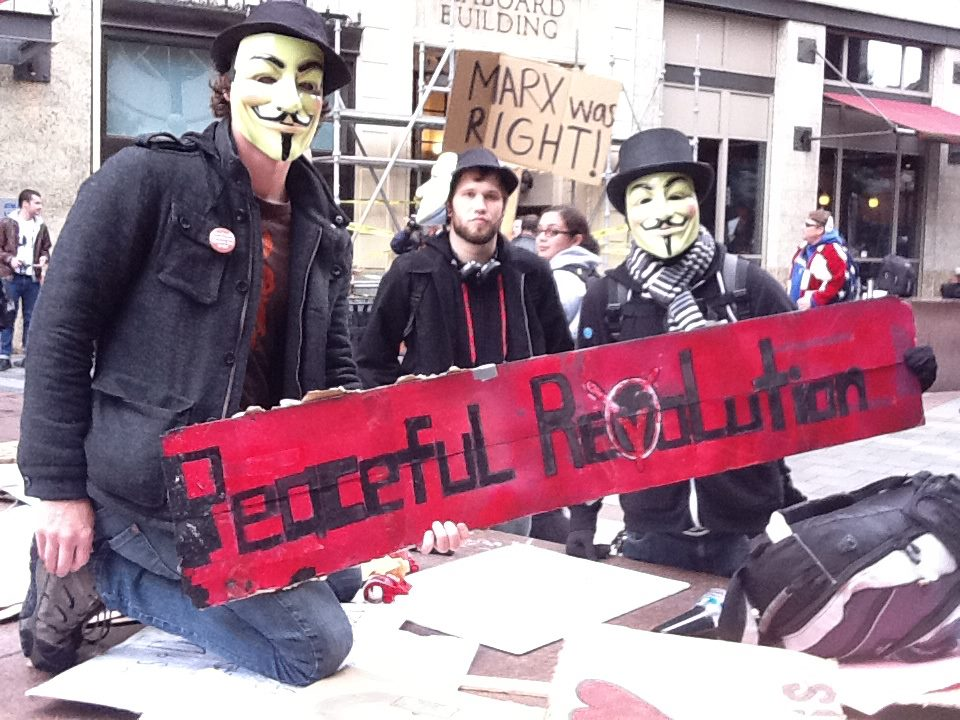 BUILDING
MARX was
RIGHT!
Peaceful Revolution